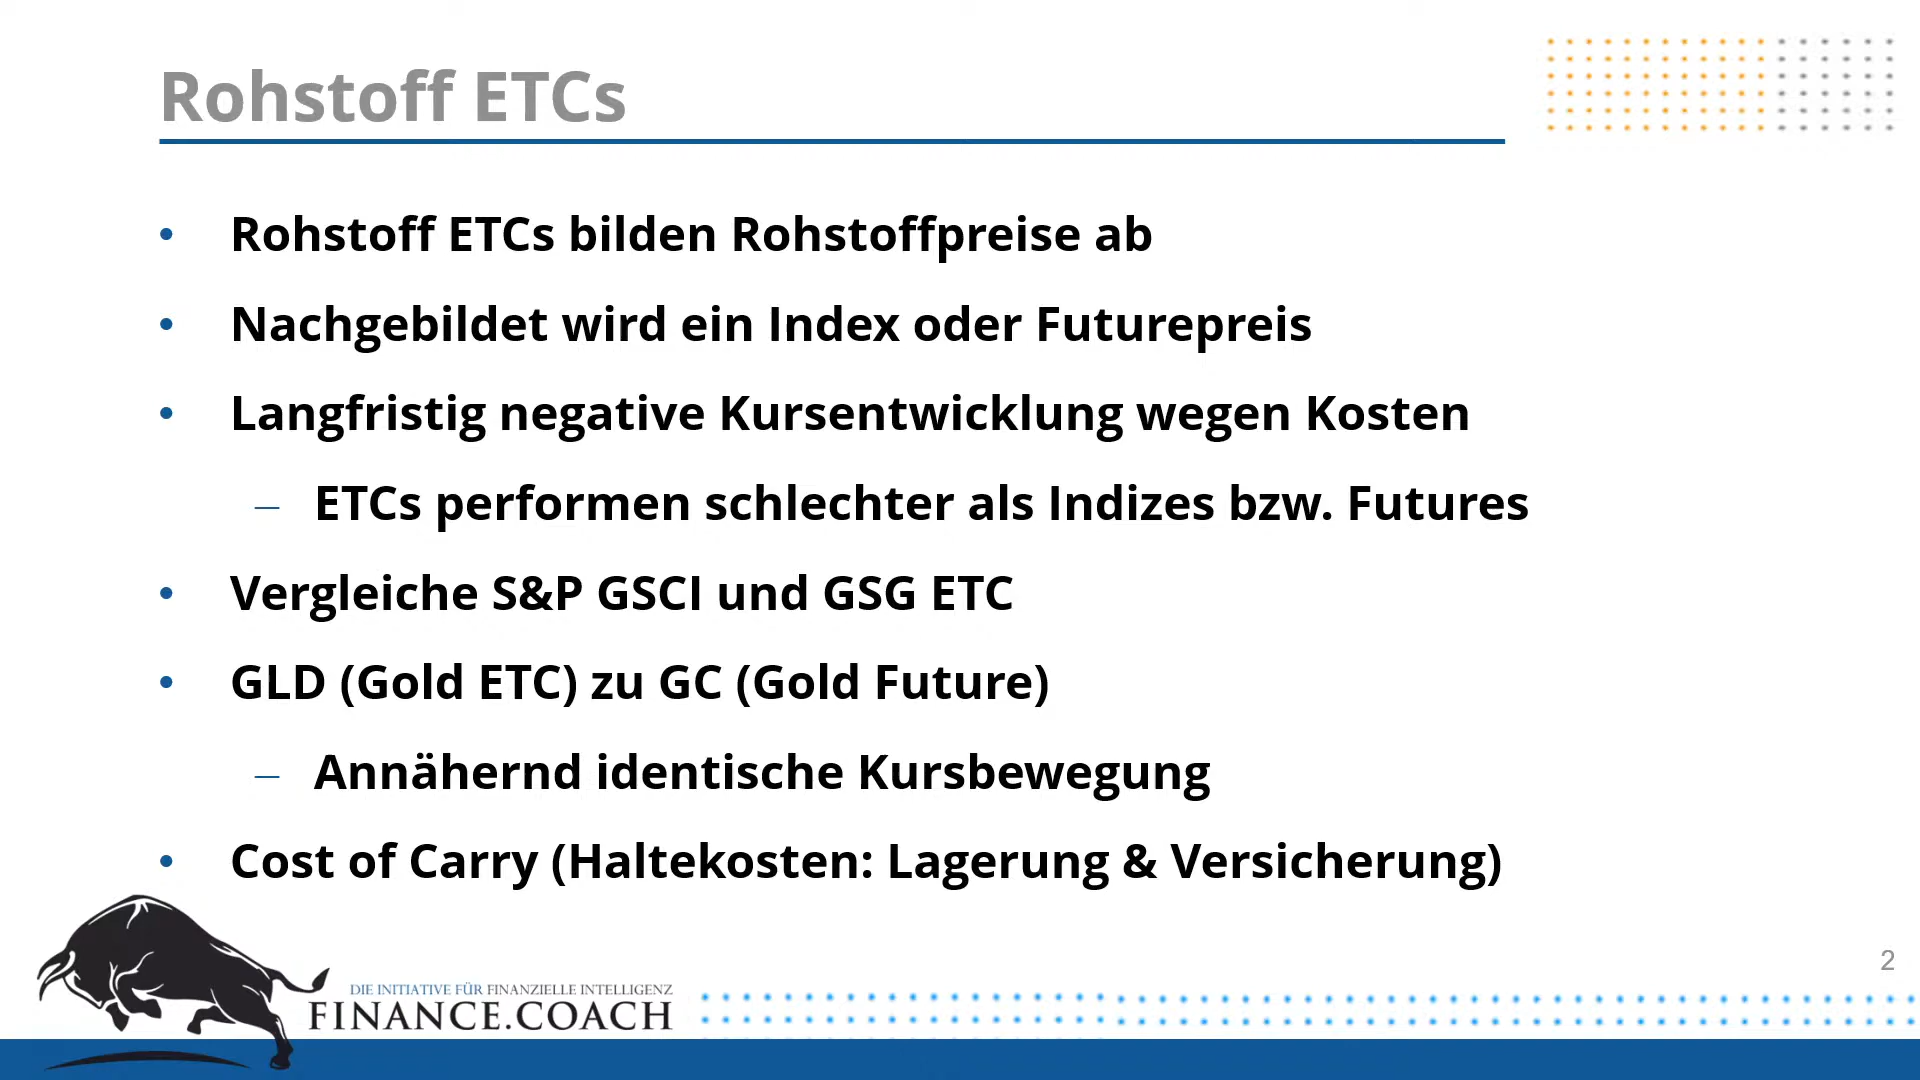 Rohstoff ETCs
• Rohstoff ETCs bilden Rohstoffpreise ab
• Nachgebildet wird ein Index oder Futurepreis
• Langfristig negative Kursentwicklung wegen Kosten
– ETCs performen schlechter als Indizes bzw. Futures
• Vergleiche S&P GSCI und GSG ETC
• GLD (Gold ETC) zu GC (Gold Future)
– Annähernd identische Kursbewegung
• Cost of Carry (Haltekosten: Lagerung & Versicherung)
2
DIE INITIATIVE FÜR FINANZIELLE INTELLIGENZ
FINANCE.COACH